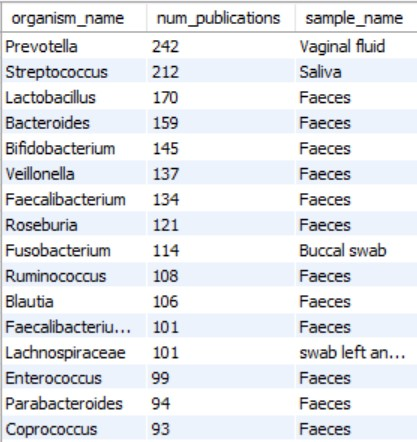 organism_name num_publications sample_name
Prevotella 242 Vaginal fluid
Streptococcus 212 Saliva
Lactobacillus 170 Faeces
Bacteroides 159 Faeces
Bifidobacterium 145 Faeces
Veillonella 137 Faeces
Faecalibacterium 134 Faeces
Roseburia 121 Faeces
Fusobacterium 114 Buccal swab
Ruminococcus 108 Faeces
Blautia 106 Faeces
Faecalibacteriu... 101 Faeces
Lachnospiraceae 101 swab left an...
Enterococcus 99 Faeces
Parabacteroides 94 Faeces
Coprococcus 93 Faeces